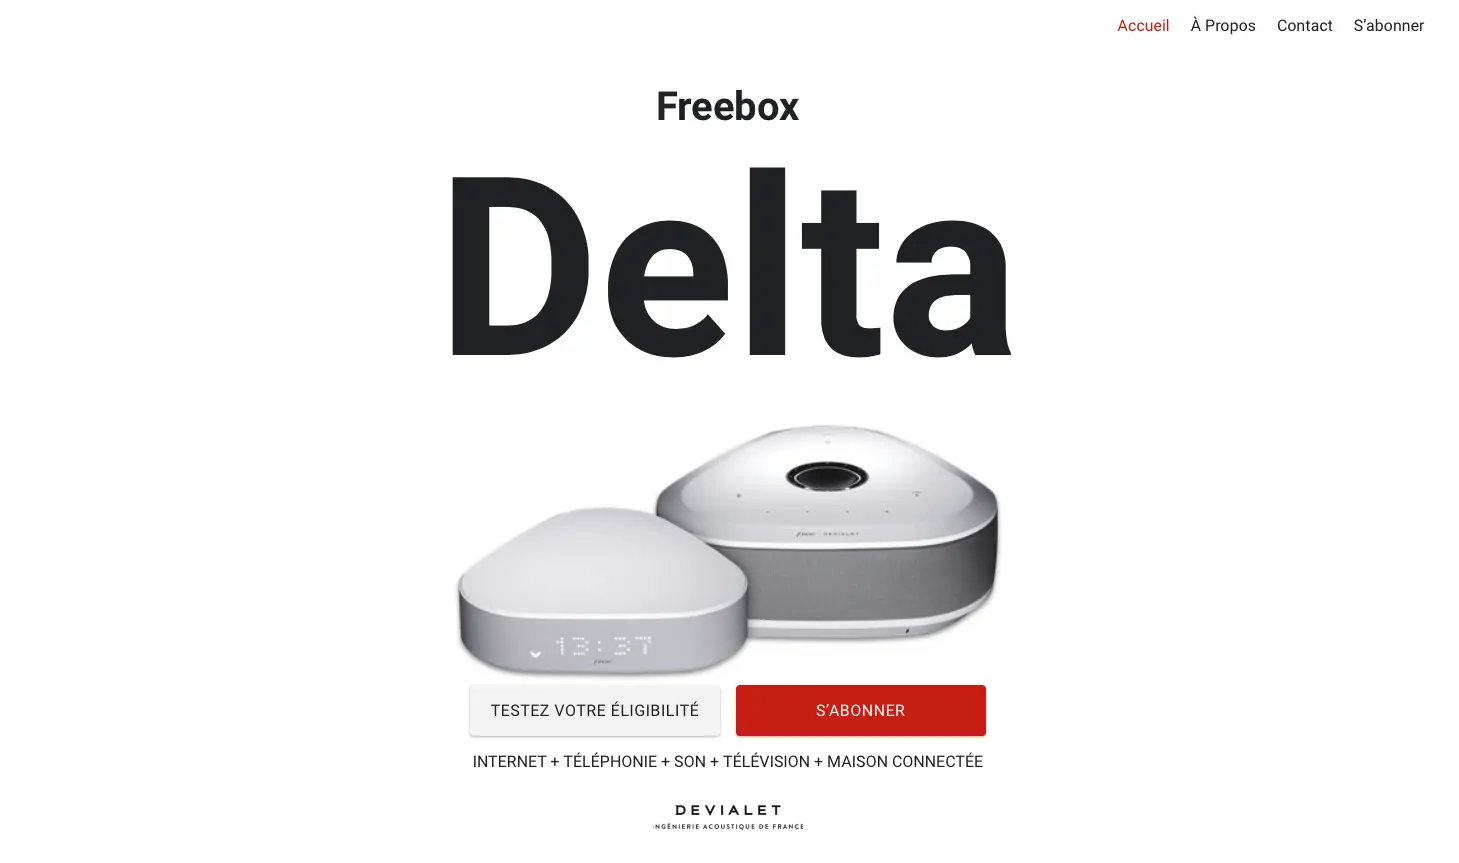 Accueil À Propos Contact S’abonner
Freebox
Delta
free DEVIALET
13:37
free
TESTEZ VOTRE ÉLIGIBILITÉ S’ABONNER
INTERNET + TÉLÉPHONIE + SON + TÉLÉVISION + MAISON CONNECTÉE
DEVIALET
INGÉNIERIE ACOUSTIQUE DE FRANCE